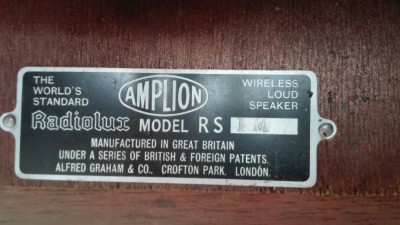 THE WORLD'S STANDARD
AMPLION
WIRELESS LOUD SPEAKER
Radiolux MODEL RS 1 M
MANUFACTURED IN GREAT BRITAIN
UNDER A SERIES OF BRITISH & FOREIGN PATENTS.
ALFRED GRAHAM & CO., CROFTON PARK, LONDON.